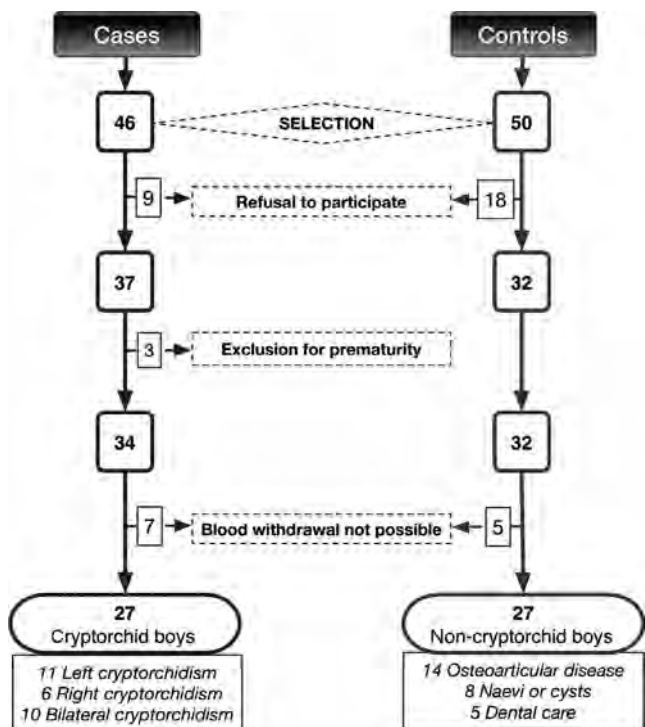 Cases Controls
46 SELECTION 50
9 Refusal to participate 18
37 32
3 Exclusion for prematurity
34 32
7 Blood withdrawal not possible 5
27
Cryptorchid boys
27
Non-cryptorchid boys
11 Left cryptorchidism
6 Right cryptorchidism
10 Bilateral cryptorchidism
14 Osteoarticular disease
8 Naevi or cysts
5 Dental care